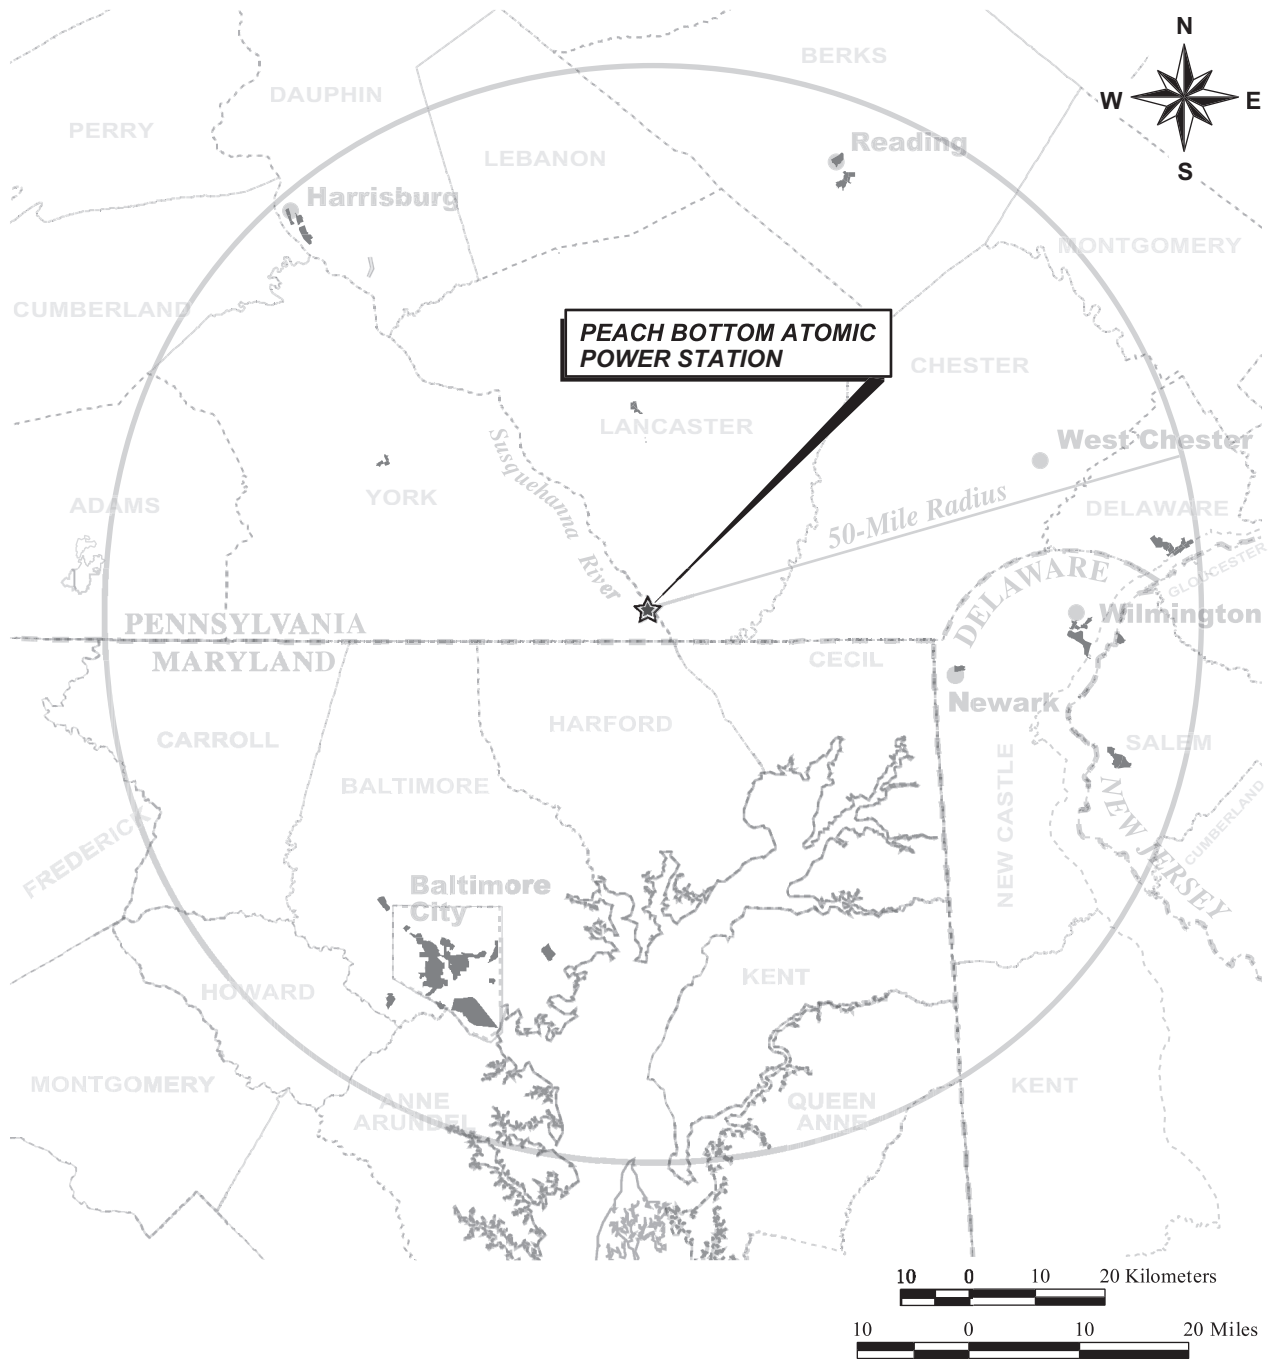 N
BERKS
W
E
DAUPHIN
PERRY
Reading
LEBANON
S
Harrisburg
MONTGOMERY
CUMBERLAND
PEACH BOTTOM ATOMIC
POWER STATION
CHESTER
LANCASTER
West Chester
Susquehanna River
YORK
ADAMS
50-Mile Radius
DELAWARE
GLOUCESTER
DELAWARE
Wilmington
PENNSYLVANIA
MARYLAND
CECIL
Newark
HARFORD
CARROLL
SALEM
BALTIMORE
NEW CASTLE
CUMBERLAND
NEW JERSEY
FREDERICK
Baltimore
City
KENT
HOWARD
MONTGOMERY
KENT
ANNE
ARUNDEL
QUEEN
ANNE
10 0 10 20 Kilometers
10 0 10 20 Miles